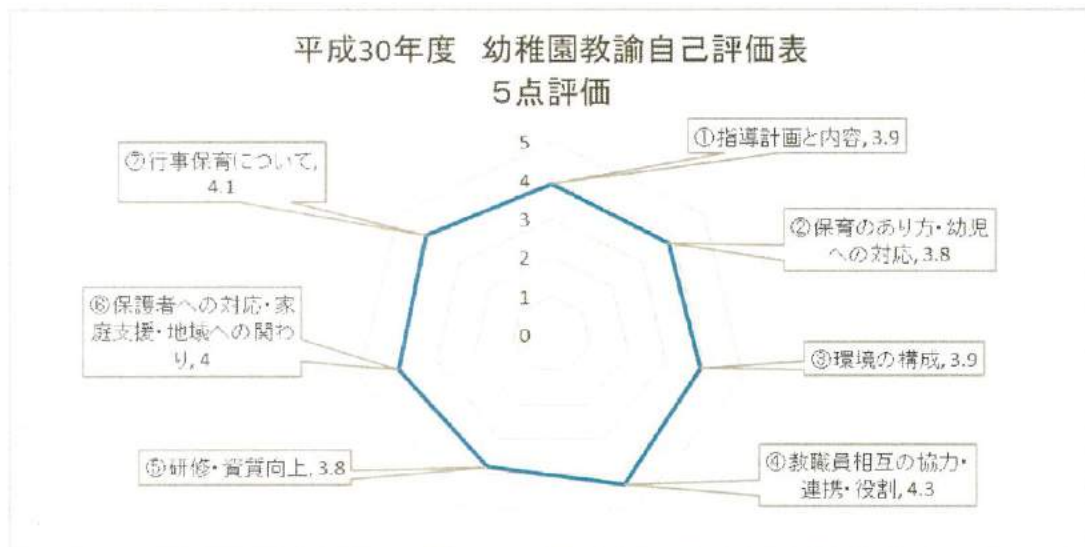 平成30年度 幼稚園教諭自己評価表
5点評価
5
4
3
2
1
0
①指導計画と内容, 3.9
②保育のあり方・幼児
への対応, 3.8
③環境の構成, 3.9
④教職員相互の協力・
連携・役割, 4.3
⑤研修・資質向上, 3.8
⑥保護者への対応・家
庭支援・地域への関わ
り, 4
⑦行事保育について,
4.1